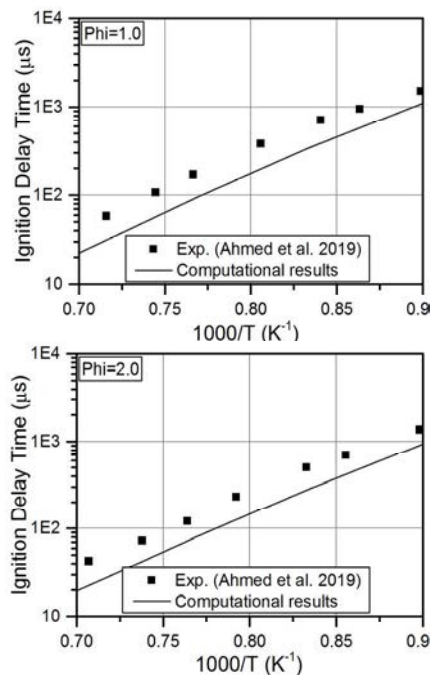 Ignition Delay Time (μs)
1E4
1E3
1E2
10
Phi=1.0
Exp. (Ahmed et al. 2019)
Computational results
0.70 0.75 0.80 0.85 0.90
1000/T (K⁻¹)
Ignition Delay Time (μs)
1E4
1E3
1E2
10
Phi=2.0
Exp. (Ahmed et al. 2019)
Computational results
0.70 0.75 0.80 0.85 0.90
1000/T (K⁻¹)